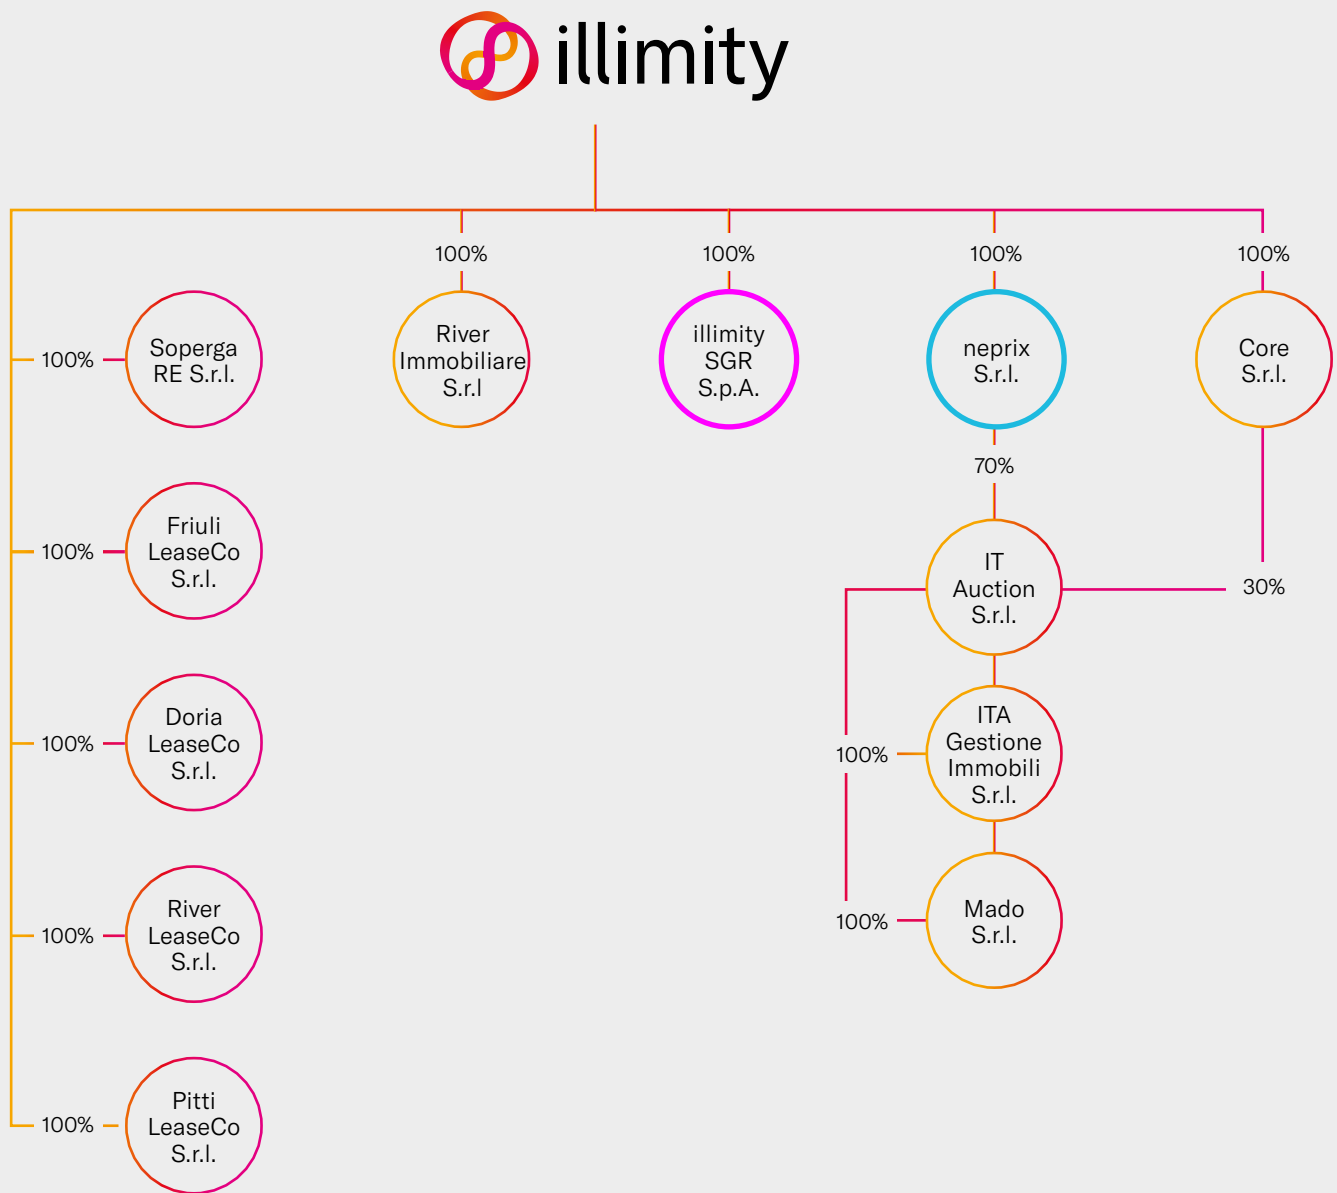 illimity
100%
100%
100%
100%
100%
Soperga
RE S.r.l.
River
Immobiliare
S.r.l
illimity
SGR
S.p.A.
neprix
S.r.l.
Core
S.r.l.
70%
100%
Friuli
LeaseCo
S.r.l.
IT
Auction
S.r.l.
30%
100%
Doria
LeaseCo
S.r.l.
100%
ITA
Gestione
Immobili
S.r.l.
100%
River
LeaseCo
S.r.l.
100%
Mado
S.r.l.
100%
Pitti
LeaseCo
S.r.l.